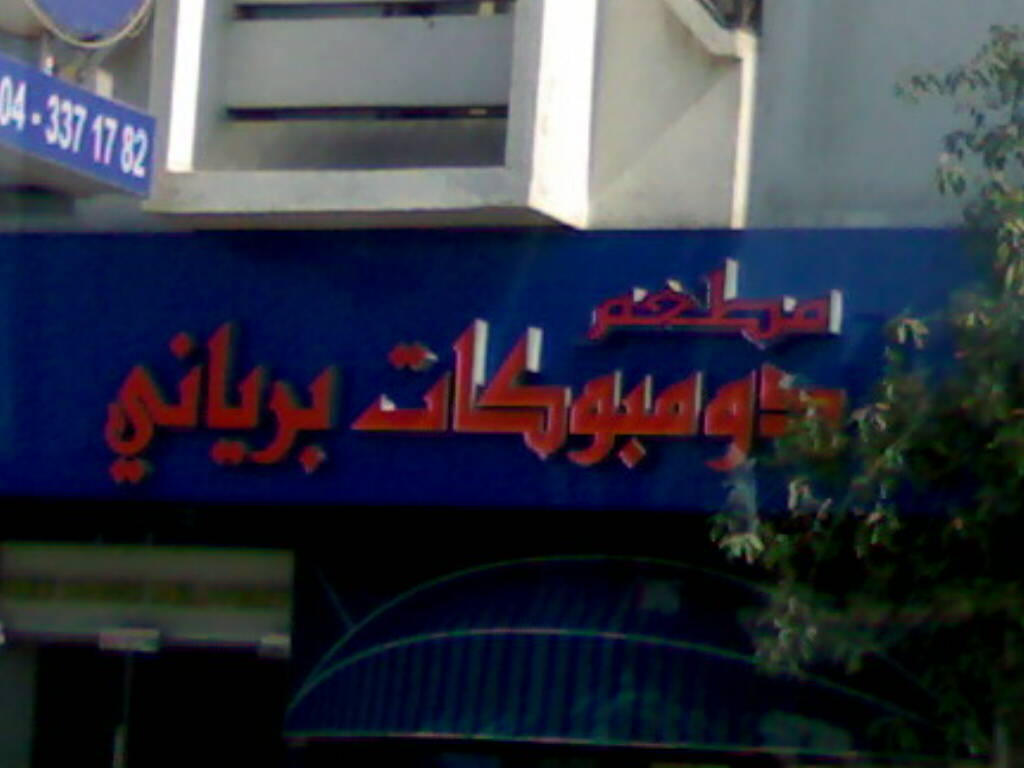 04 - 337 17 82
مطعم
دومبوكات برياني